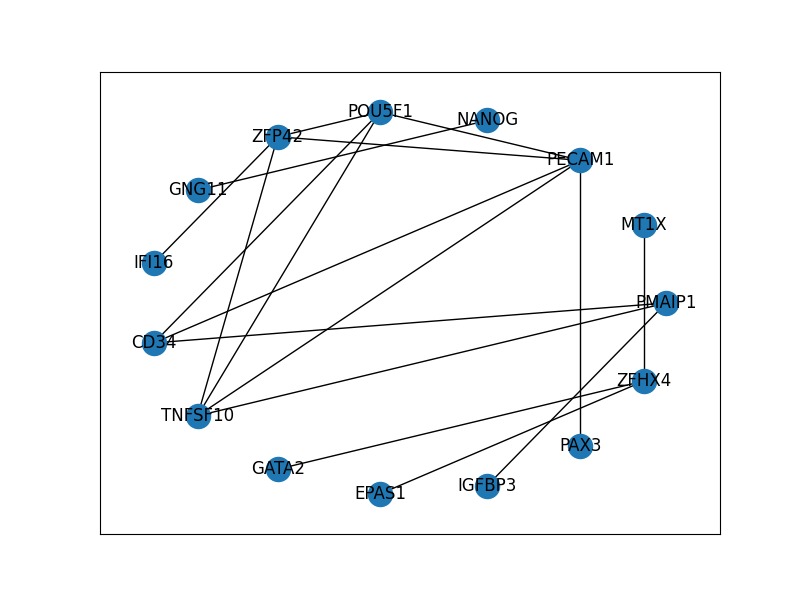 POU5F1
NANOG
ZFP42
PECAM1
GNG11
MT1X
IFI16
PMAIP1
CD34
ZFHX4
TNFSF10
PAX3
GATA2
IGFBP3
EPAS1